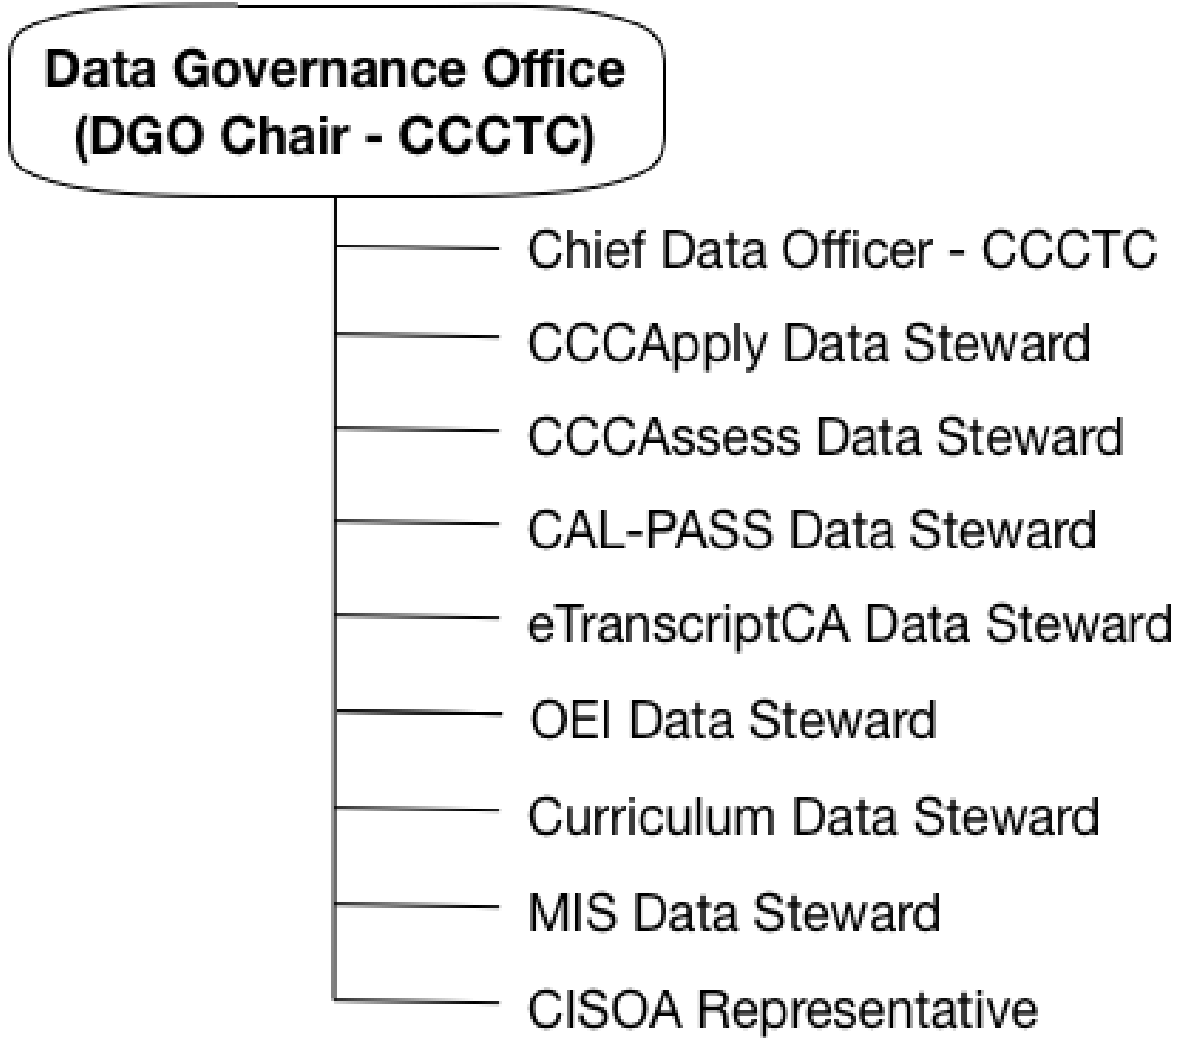 Data Governance Office
(DGO Chair - CCCTC)
Chief Data Officer - CCCTC
CCCApply Data Steward
CCCAssess Data Steward
CAL-PASS Data Steward
eTranscriptCA Data Steward
OEI Data Steward
Curriculum Data Steward
MIS Data Steward
CISOA Representative